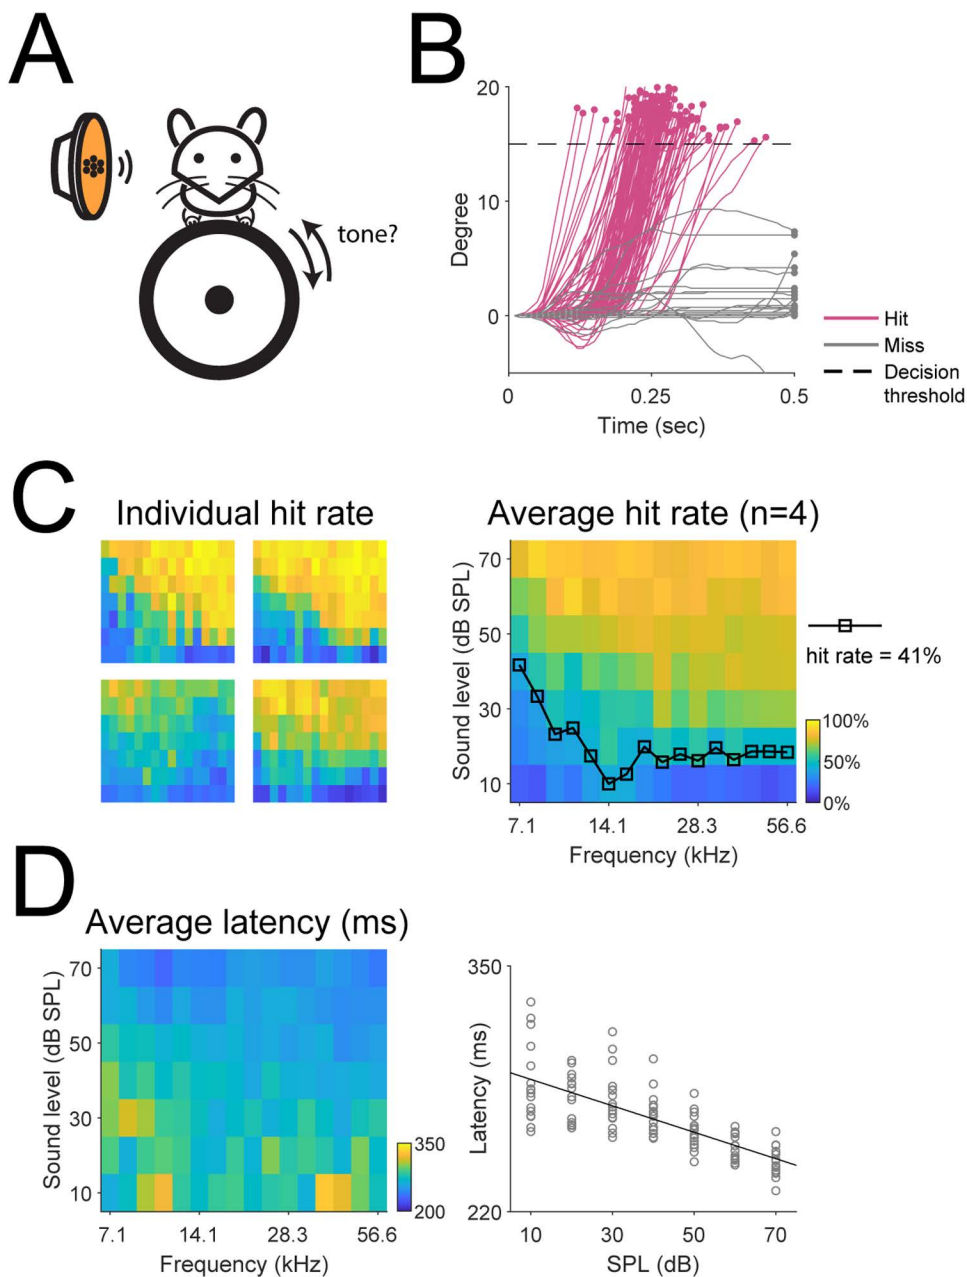 A
tone?
B
20
10
0
Degree
0
0.25
0.5
Time (sec)
Hit
Miss
Decision
threshold
C
Individual hit rate
Average hit rate (n=4)
70
50
30
10
Sound level (dB SPL)
7.1
14.1
28.3
56.6
Frequency (kHz)
hit rate = 41%
100%
50%
0%
D
Average latency (ms)
70
50
30
10
Sound level (dB SPL)
7.1
14.1
28.3
56.6
Frequency (kHz)
350
200
350
220
Latency (ms)
10
30
50
70
SPL (dB)